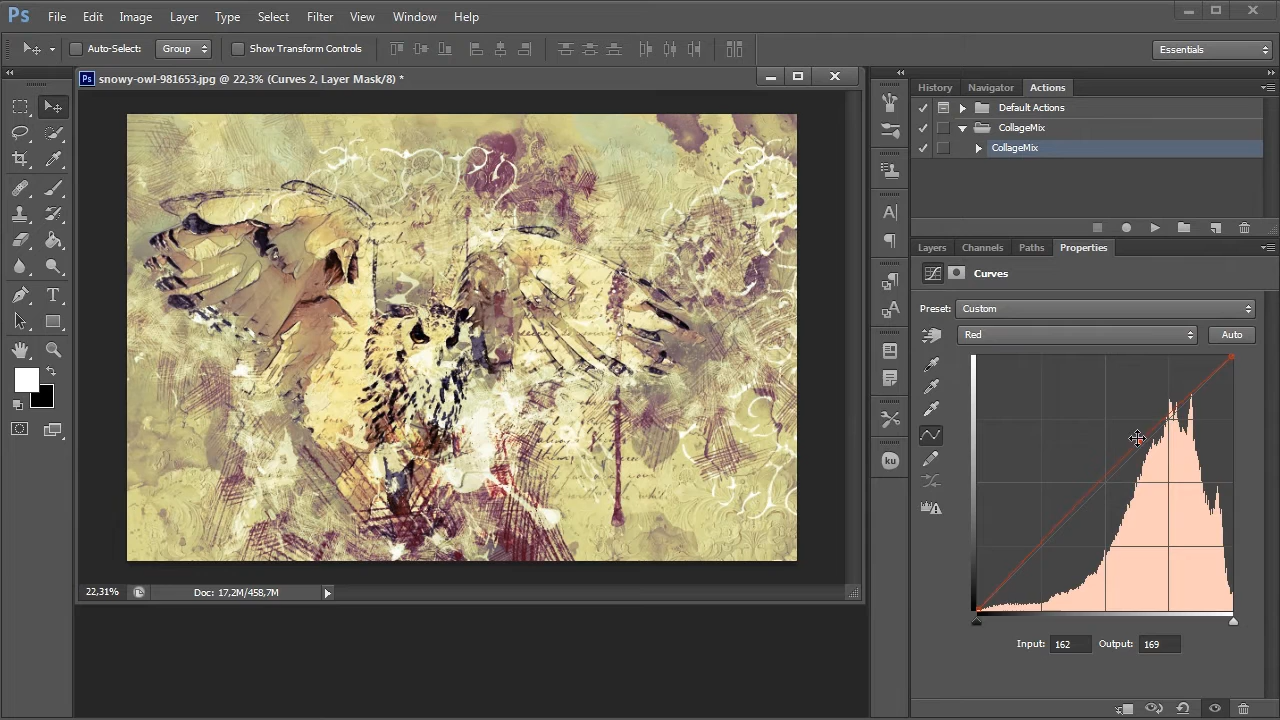 Ps File Edit Image Layer Type Select Filter View Window Help
Auto-Select: Group Show Transform Controls Essentials
Ps snowy-owl-981653.jpg @ 22,3% (Curves 2, Layer Mask/8) *
History Navigator Actions
Default Actions
CollageMix
CollageMix
Layers Channels Paths Properties
Curves
Preset: Custom
Red Auto
ku
Input: 162 Output: 169
22,31% Doc: 17,2M/458,7M